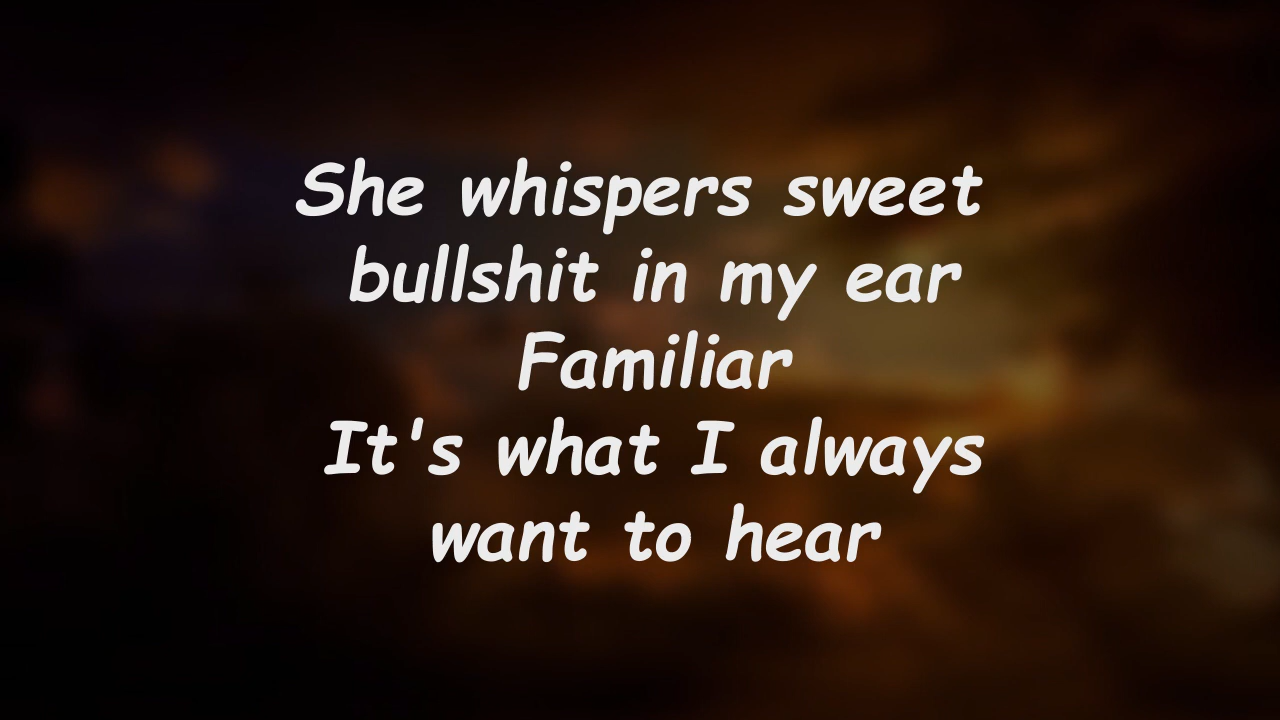 She whispers sweet
bullshit in my ear
Familiar
It's what I always
want to hear